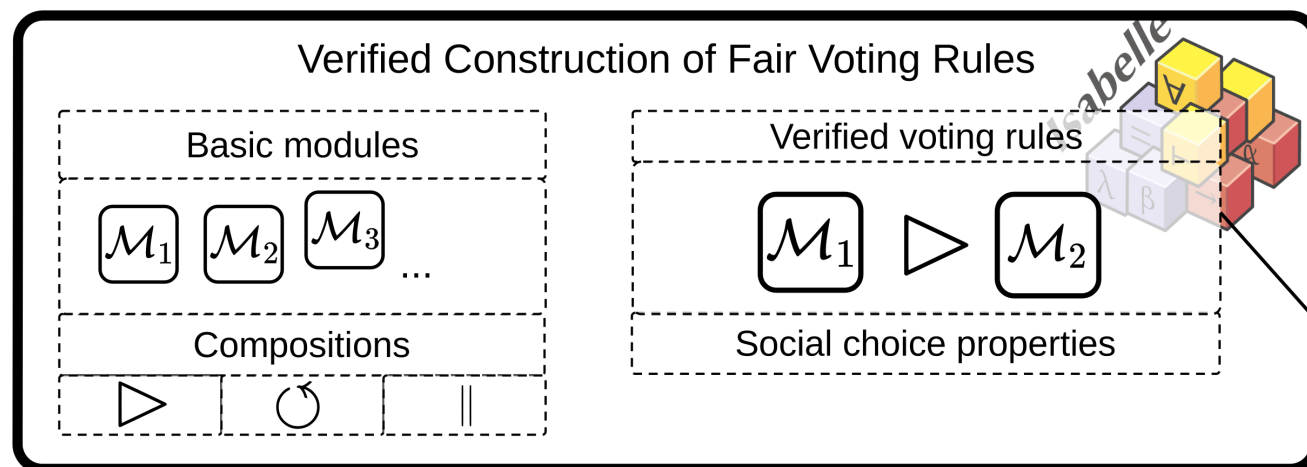 Verified Construction of Fair Voting Rules
Isabelle
Basic modules
ℳ₁ ℳ₂ ℳ₃ ...
Compositions
▷ ↺ ||
Verified voting rules
ℳ₁ ▷ ℳ₂
Social choice properties
∀
=
α
λ β →